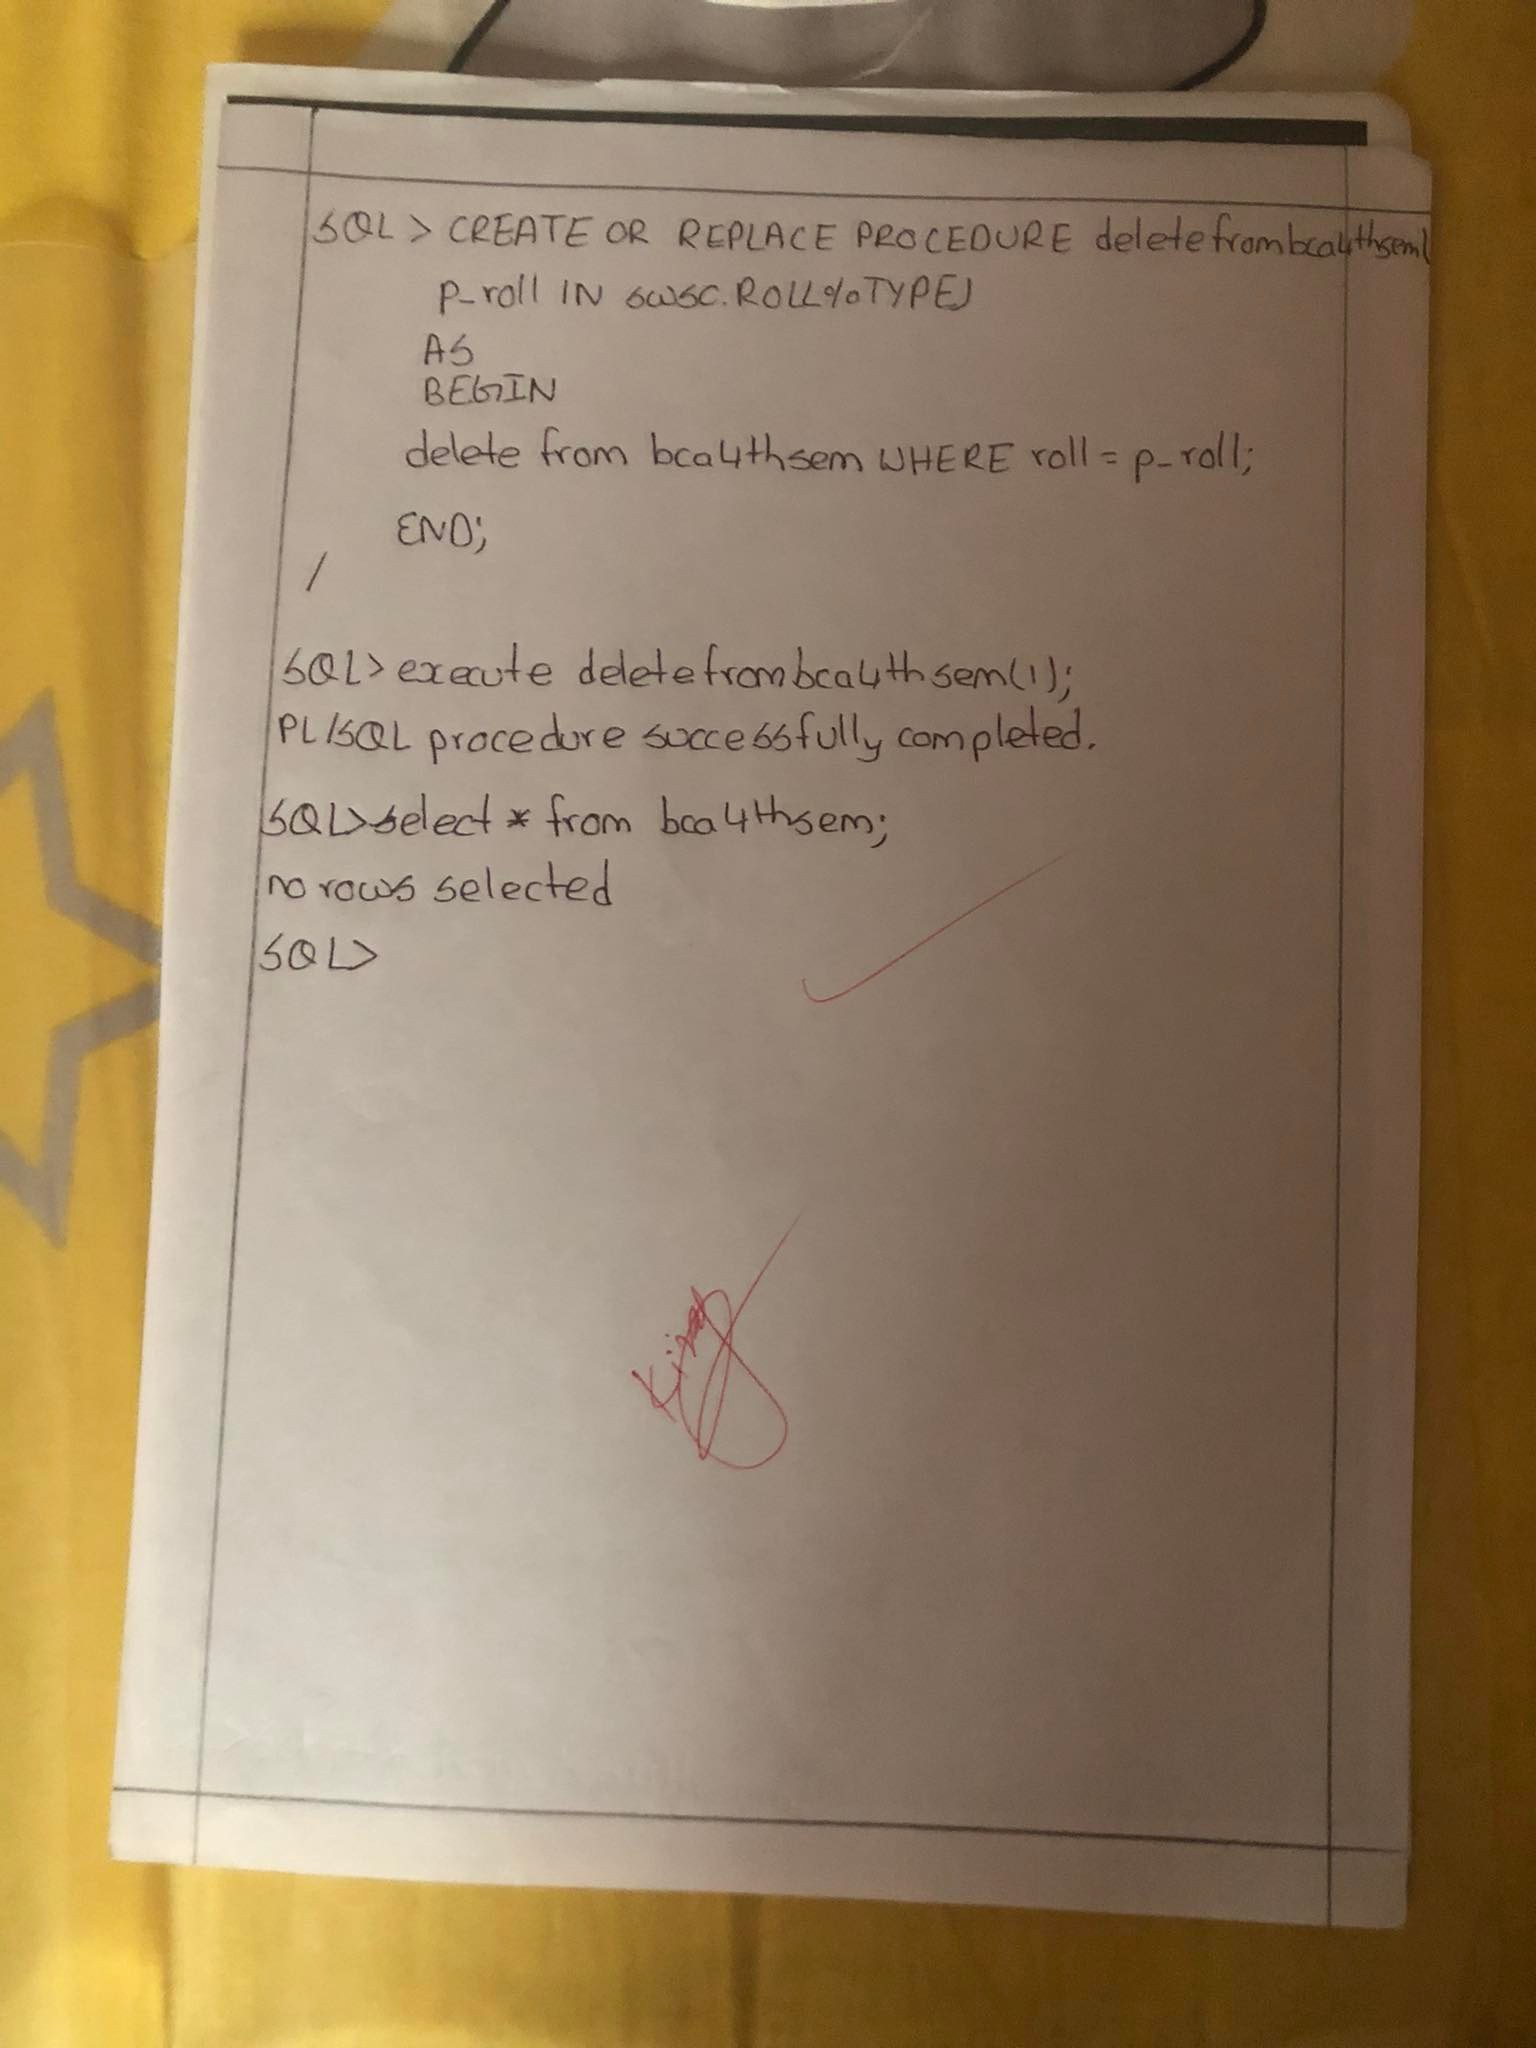 SQL> CREATE OR REPLACE PROCEDURE deletefrombca4thsem(
p_roll IN swsc.ROLL%TYPE)
AS
BEGIN
delete from bca4thsem WHERE roll = p_roll;
END;
/
SQL> execute deletefrombca4thsem(1);
PL/SQL procedure successfully completed.
SQL> select * from bca4thsem;
no rows selected
SQL>